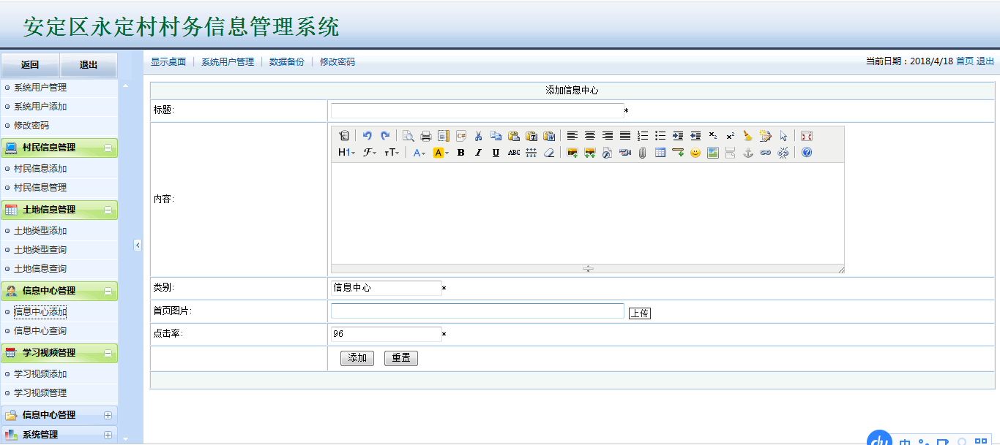 安定区永定村村务信息管理系统
返回 退出
显示桌面 系统用户管理 数据备份 修改密码
当前日期：2018/4/18 首页 退出
系统用户管理
系统用户添加
修改密码
村民信息管理
村民信息添加
村民信息管理
土地信息管理
土地类型添加
土地类型查询
土地信息查询
信息中心管理
信息中心添加
信息中心查询
学习视频管理
学习视频添加
学习视频管理
信息中心管理
系统管理
添加信息中心
标题: *
内容:
H1 F тT A A B I U ABC
类别: 信息中心 *
首页图片: 上传
点击率: 96 *
添加 重置
du 中